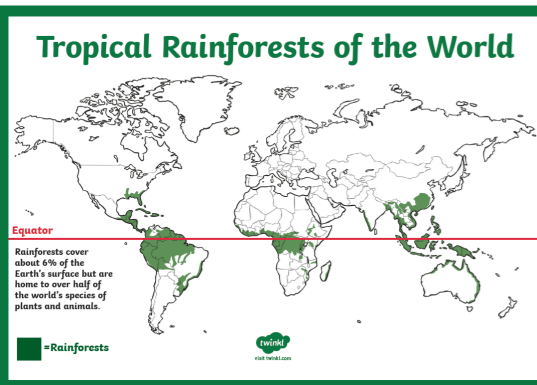 Tropical Rainforests of the World
Equator
Rainforests cover
about 6% of the
Earth's surface but are
home to over half of
the world's species of
plants and animals.
=Rainforests
twinkl
visit twinkl.com